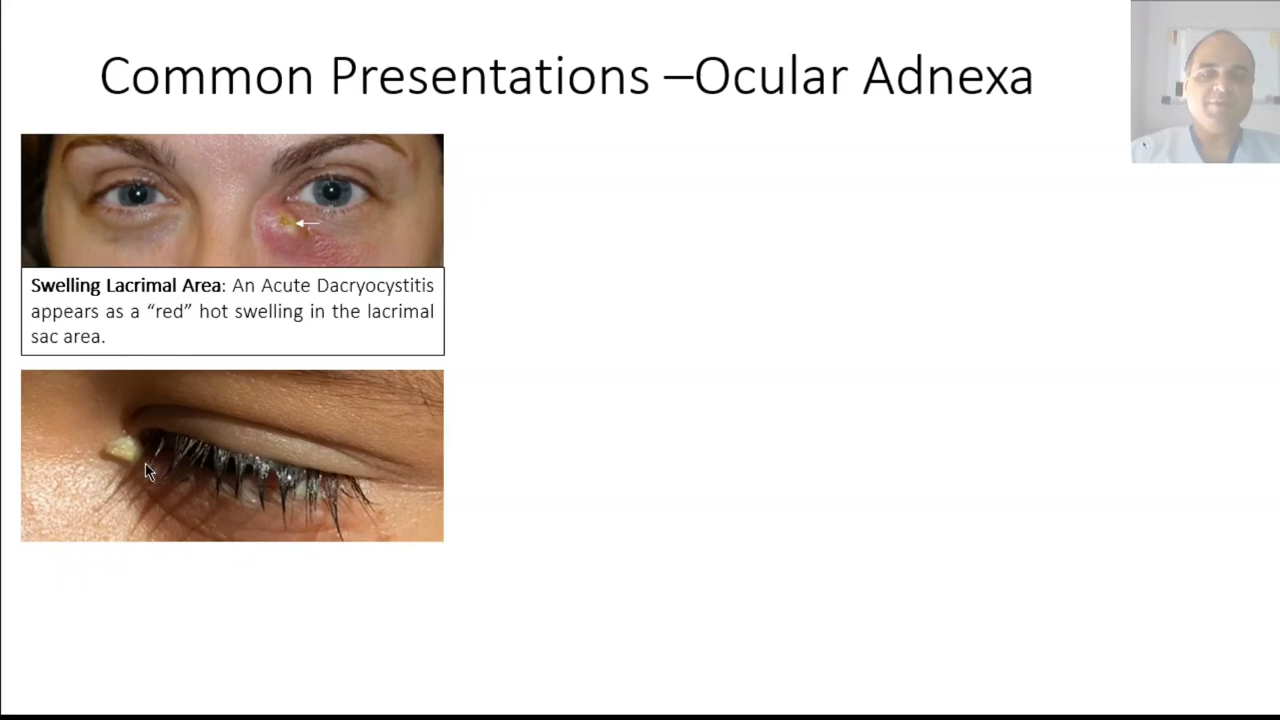 Common Presentations –Ocular Adnexa
Swelling Lacrimal Area: An Acute Dacryocystitis
appears as a “red” hot swelling in the lacrimal
sac area.